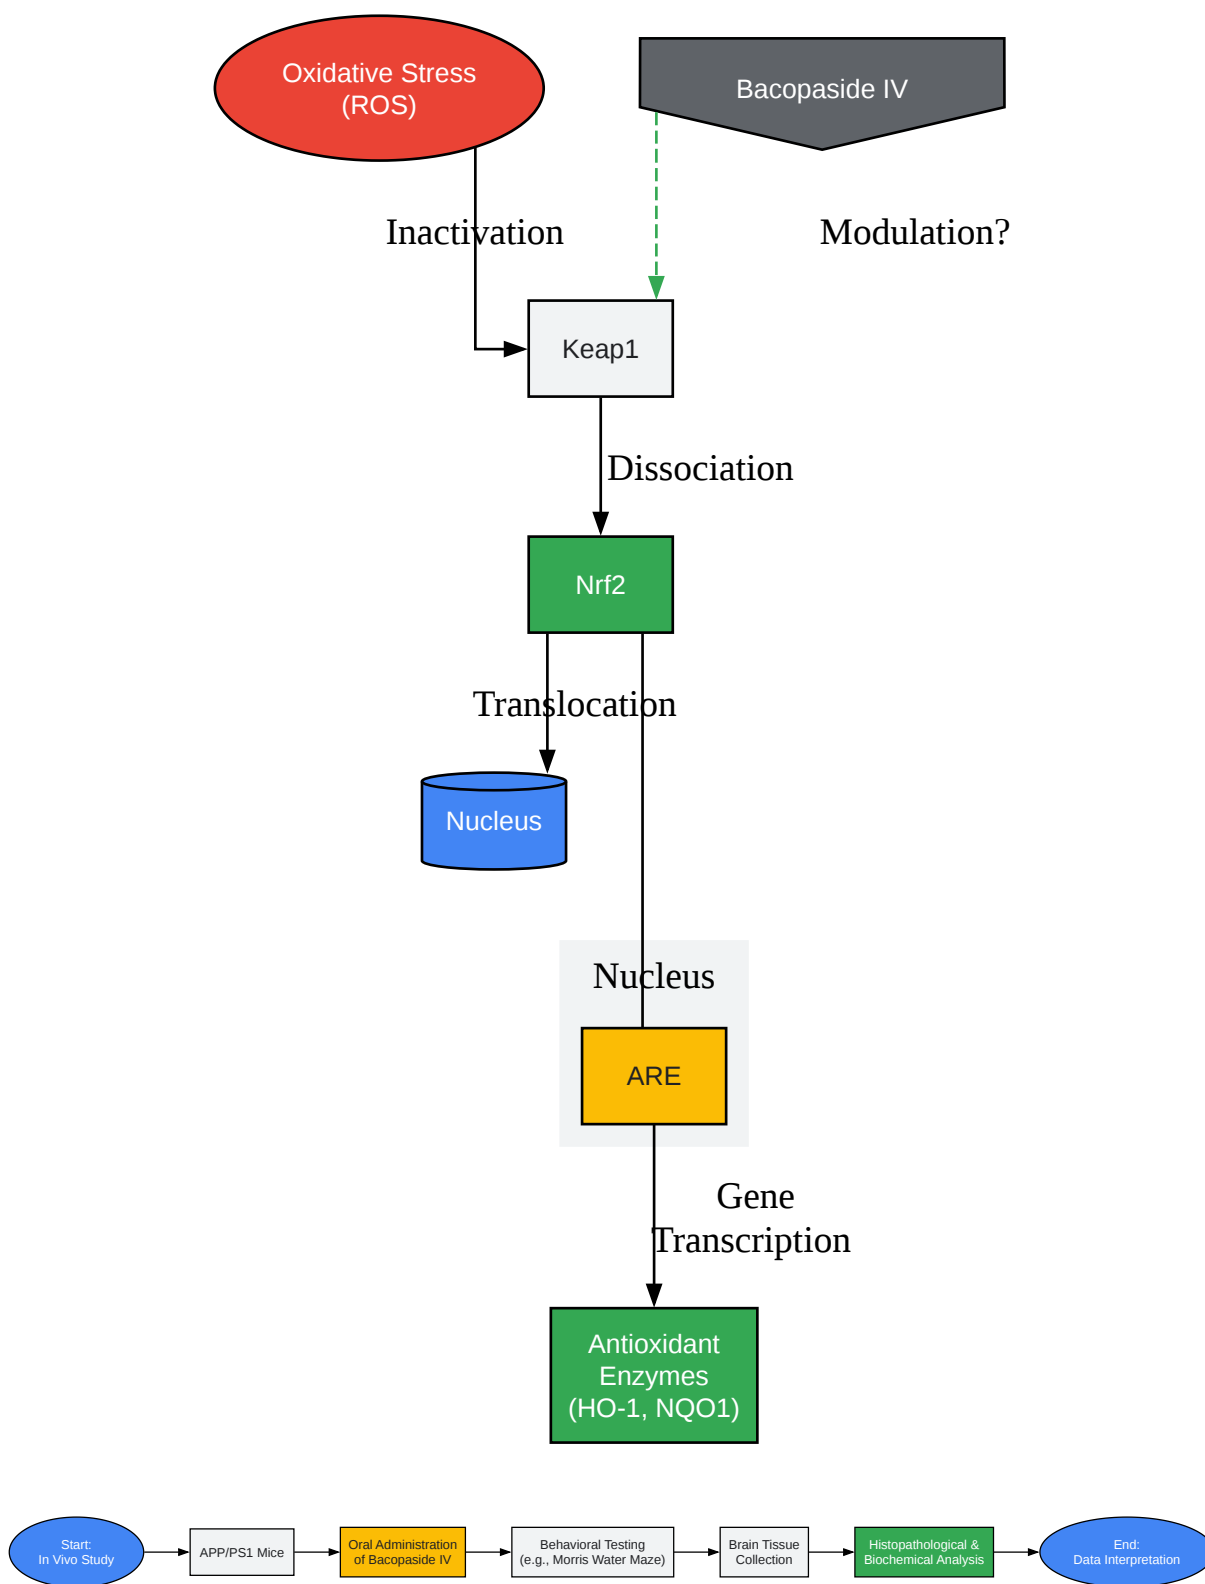 Oxidative Stress
(ROS)
Bacopaside IV
Inactivation
Modulation?
Keap1
Dissociation
Nrf2
Translocation
Nucleus
Nucleus
ARE
Gene
Transcription
Antioxidant
Enzymes
(HO-1, NQO1)
Start:
In Vivo Study
APP/PS1 Mice
Oral Administration
of Bacopaside IV
Behavioral Testing
(e.g., Morris Water Maze)
Brain Tissue
Collection
Histopathological &
Biochemical Analysis
End:
Data Interpretation